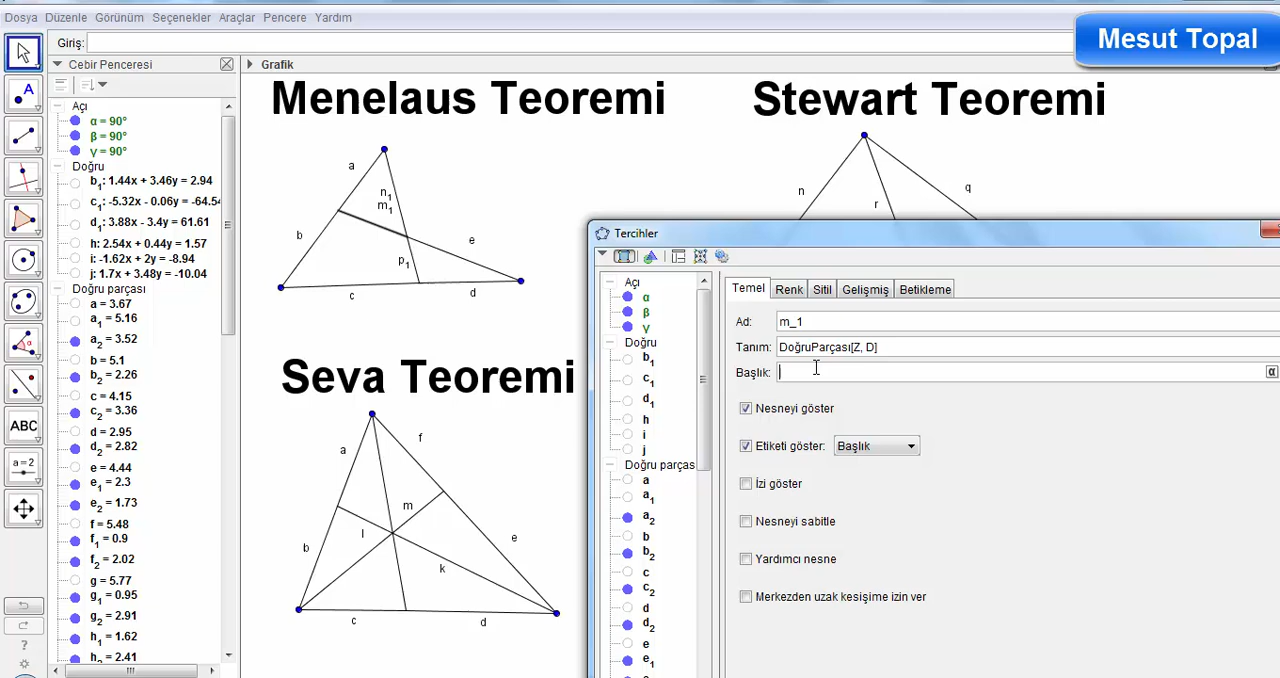 Dosya Düzenle Görünüm Seçenekler Araçlar Pencere Yardım
Mesut Topal
Giriş:
Cebir Penceresi
Grafik
Açı
α = 90°
β = 90°
γ = 90°
Doğru
b₁: 1.44x + 3.46y = 2.94
c₁: -5.32x - 0.06y = -64.54
d₁: 3.88x - 3.4y = 61.61
h: 2.54x + 0.44y = 1.57
i: -1.62x + 2y = -8.94
j: 1.7x + 3.48y = -10.04
Doğru parçası
a = 3.67
a₁ = 5.16
a₂ = 3.52
b = 5.1
b₂ = 2.26
c = 4.15
c₂ = 3.36
d = 2.95
d₂ = 2.82
e = 4.44
e₁ = 2.3
e₂ = 1.73
f = 5.48
f₁ = 0.9
f₂ = 2.02
g = 5.77
g₁ = 0.95
g₂ = 2.91
h₁ = 1.62
h₂ = 2.41
ABC
a=2
?
Menelaus Teoremi
a
n₁
m₁
b
e
p₁
c
d
Stewart Teoremi
n
q
r
Seva Teoremi
a
f
m
l
b
e
k
c
d
Tercihler
Açı
α
β
γ
Doğru
b₁
c₁
d₁
h
i
j
Doğru parças
a
a₁
a₂
b
b₂
c
c₂
d
d₂
e
e₁
Temel Renk Sitil Gelişmiş Betikleme
Ad: m_1
Tanım: DoğruParçası[Z, D]
Başlık: α
Nesneyi göster
Etiketi göster: Başlık
İzi göster
Nesneyi sabitle
Yardımcı nesne
Merkezden uzak kesişime izin ver